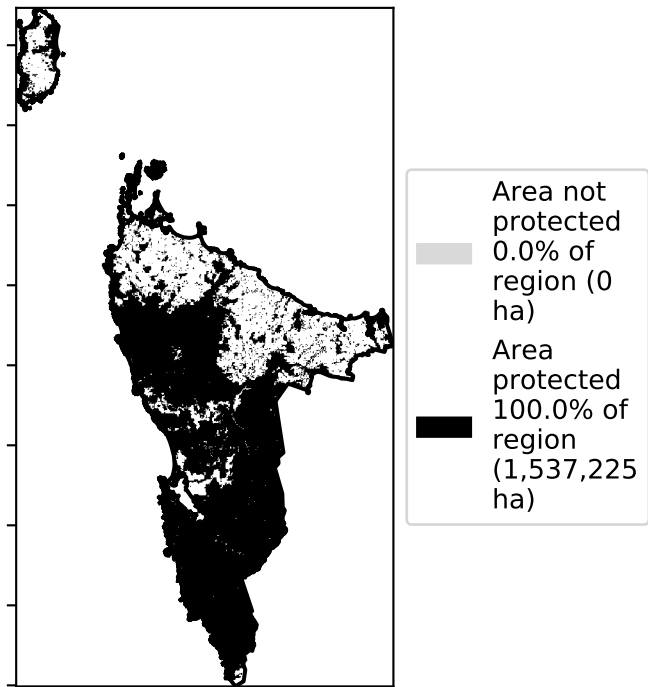 Area not
protected
0.0% of
region (0
ha)
Area
protected
100.0% of
region
(1,537,225
ha)